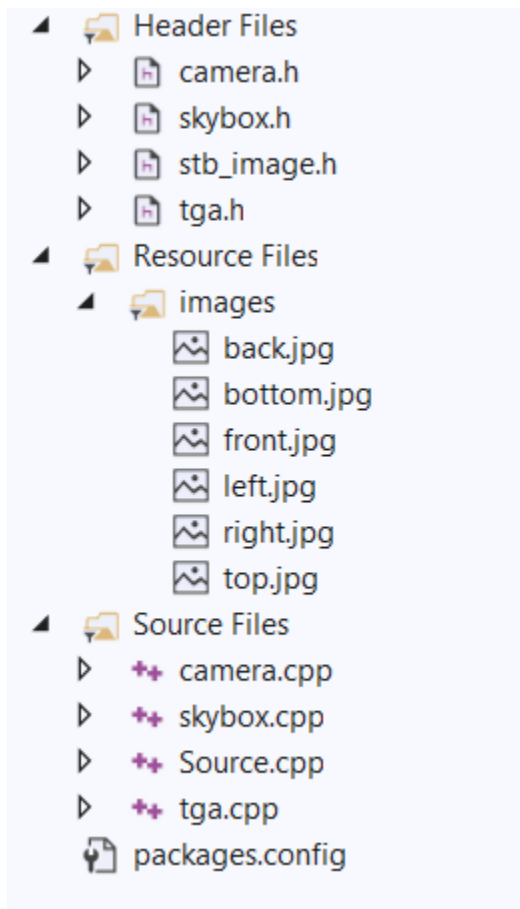 Header Files
camera.h
skybox.h
stb_image.h
tga.h
Resource Files
images
back.jpg
bottom.jpg
front.jpg
left.jpg
right.jpg
top.jpg
Source Files
camera.cpp
skybox.cpp
Source.cpp
tga.cpp
packages.config